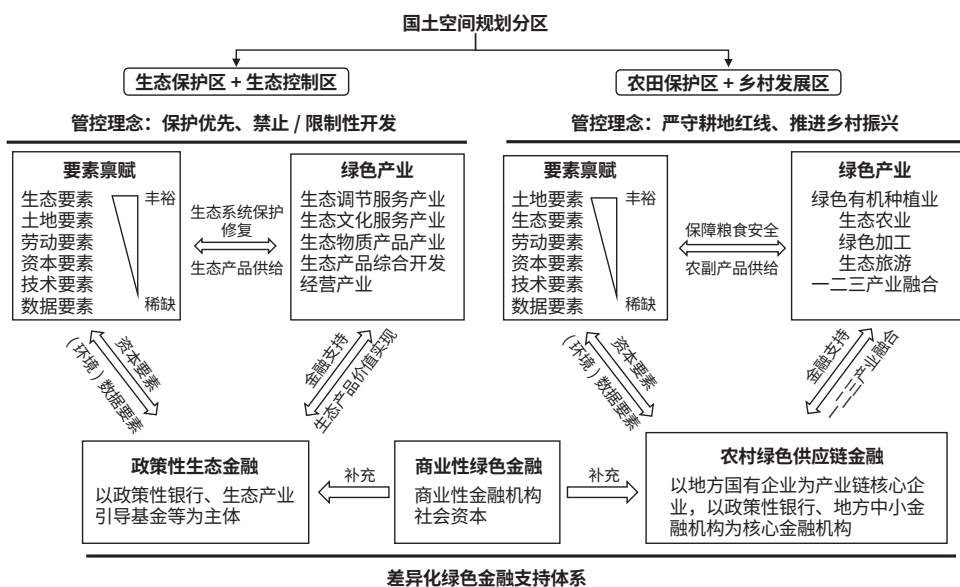 国土空间规划分区
生态保护区 + 生态控制区
农田保护区 + 乡村发展区
管控理念：保护优先、禁止 / 限制性开发
管控理念：严守耕地红线、推进乡村振兴
要素禀赋
生态要素
土地要素
劳动要素
资本要素
技术要素
数据要素
丰裕
稀缺
生态系统保护
修复
生态产品供给
绿色产业
生态调节服务产业
生态文化服务产业
生态物质产品产业
生态产品综合开发
经营产业
要素禀赋
土地要素
生态要素
劳动要素
资本要素
技术要素
数据要素
丰裕
稀缺
保障粮食安全
农副产品供给
绿色产业
绿色有机种植业
生态农业
绿色加工
生态旅游
一二三产业融合
资本要素
（环境）数据要素
金融支持
生态产品价值实现
资本要素
（环境）数据要素
金融支持
一二三产业融合
政策性生态金融
以政策性银行、生态产业
引导基金等为主体
补充
商业性绿色金融
商业性金融机构
社会资本
补充
农村绿色供应链金融
以地方国有企业为产业链核心企
业，以政策性银行、地方中小金
融机构为核心金融机构
差异化绿色金融支持体系